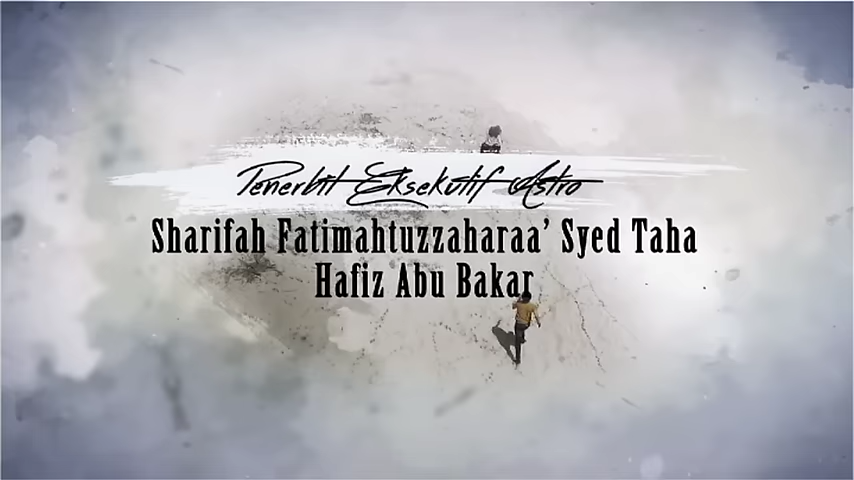 Penerbit Eksekutif Astro
Sharifah Fatimahtuzzaharaa’ Syed Taha
Hafiz Abu Bakar